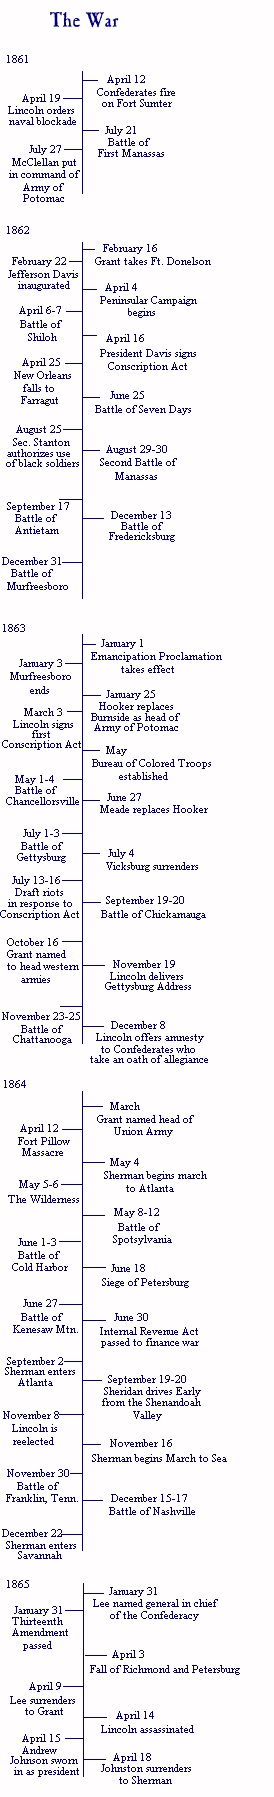 The War
1861
April 12
Confederates fire
on Fort Sumter
April 19
Lincoln orders
naval blockade
July 21
Battle of
First Manassas
July 27
McClellan put
in command of
Army of
Potomac
1862
February 16
Grant takes Ft. Donelson
February 22
Jefferson Davis
inaugurated
April 4
Peninsular Campaign
begins
April 6-7
Battle of
Shiloh
April 16
President Davis signs
Conscription Act
April 25
New Orleans
falls to
Farragut
June 25
Battle of Seven Days
August 25
Sec. Stanton
authorizes use
of black soldiers
August 29-30
Second Battle of
Manassas
September 17
Battle of
Antietam
December 13
Battle of
Fredericksburg
December 31
Battle of
Murfreesboro
1863
January 1
Emancipation Proclamation
takes effect
January 3
Murfreesboro
ends
January 25
Hooker replaces
Burnside as head of
Army of Potomac
March 3
Lincoln signs
first
Conscription Act
May
Bureau of Colored Troops
established
May 1-4
Battle of
Chancellorsville
June 27
Meade replaces Hooker
July 1-3
Battle of
Gettysburg
July 4
Vicksburg surrenders
July 13-16
Draft riots
in response to
Conscription Act
September 19-20
Battle of Chickamauga
October 16
Grant named
to head western
armies
November 19
Lincoln delivers
Gettysburg Address
November 23-25
Battle of
Chattanooga
December 8
Lincoln offers amnesty
to Confederates who
take an oath of allegiance
1864
March
Grant named head of
Union Army
April 12
Fort Pillow
Massacre
May 4
Sherman begins march
to Atlanta
May 5-6
The Wilderness
May 8-12
Battle of
Spotsylvania
June 1-3
Battle of
Cold Harbor
June 18
Siege of Petersburg
June 27
Battle of
Kenesaw Mtn.
June 30
Internal Revenue Act
passed to finance war
September 2
Sherman enters
Atlanta
September 19-20
Sheridan drives Early
from the Shenandoah
Valley
November 8
Lincoln is
reelected
November 16
Sherman begins March to Sea
November 30
Battle of
Franklin, Tenn.
December 15-17
Battle of Nashville
December 22
Sherman enters
Savannah
1865
January 31
Lee named general in chief
of the Confederacy
January 31
Thirteenth
Amendment
passed
April 3
Fall of Richmond and Petersburg
April 9
Lee surrenders
to Grant
April 14
Lincoln assassinated
April 15
Andrew
Johnson sworn
in as president
April 18
Johnston surrenders
to Sherman